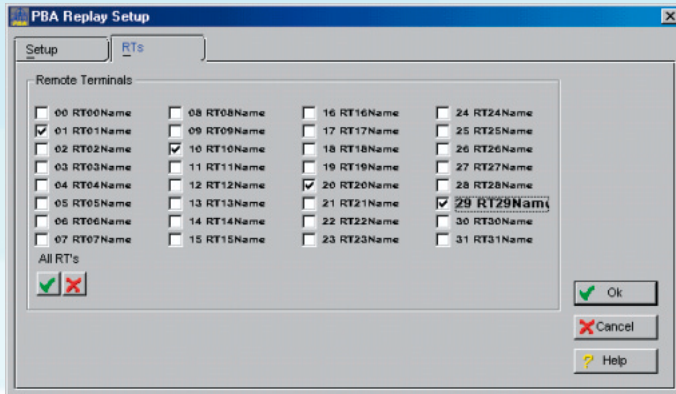 PBA Replay Setup
Setup RTs
Remote Terminals
00 RT00Name 08 RT08Name 16 RT16Name 24 RT24Name
01 RT01Name 09 RT09Name 17 RT17Name 25 RT25Name
02 RT02Name 10 RT10Name 18 RT18Name 26 RT26Name
03 RT03Name 11 RT11Name 19 RT19Name 27 RT27Name
04 RT04Name 12 RT12Name 20 RT20Name 28 RT28Name
05 RT05Name 13 RT13Name 21 RT21Name 29 RT29Nam
06 RT06Name 14 RT14Name 22 RT22Name 30 RT30Name
07 RT07Name 15 RT15Name 23 RT23Name 31 RT31Name
All RT's
Ok
Cancel
Help